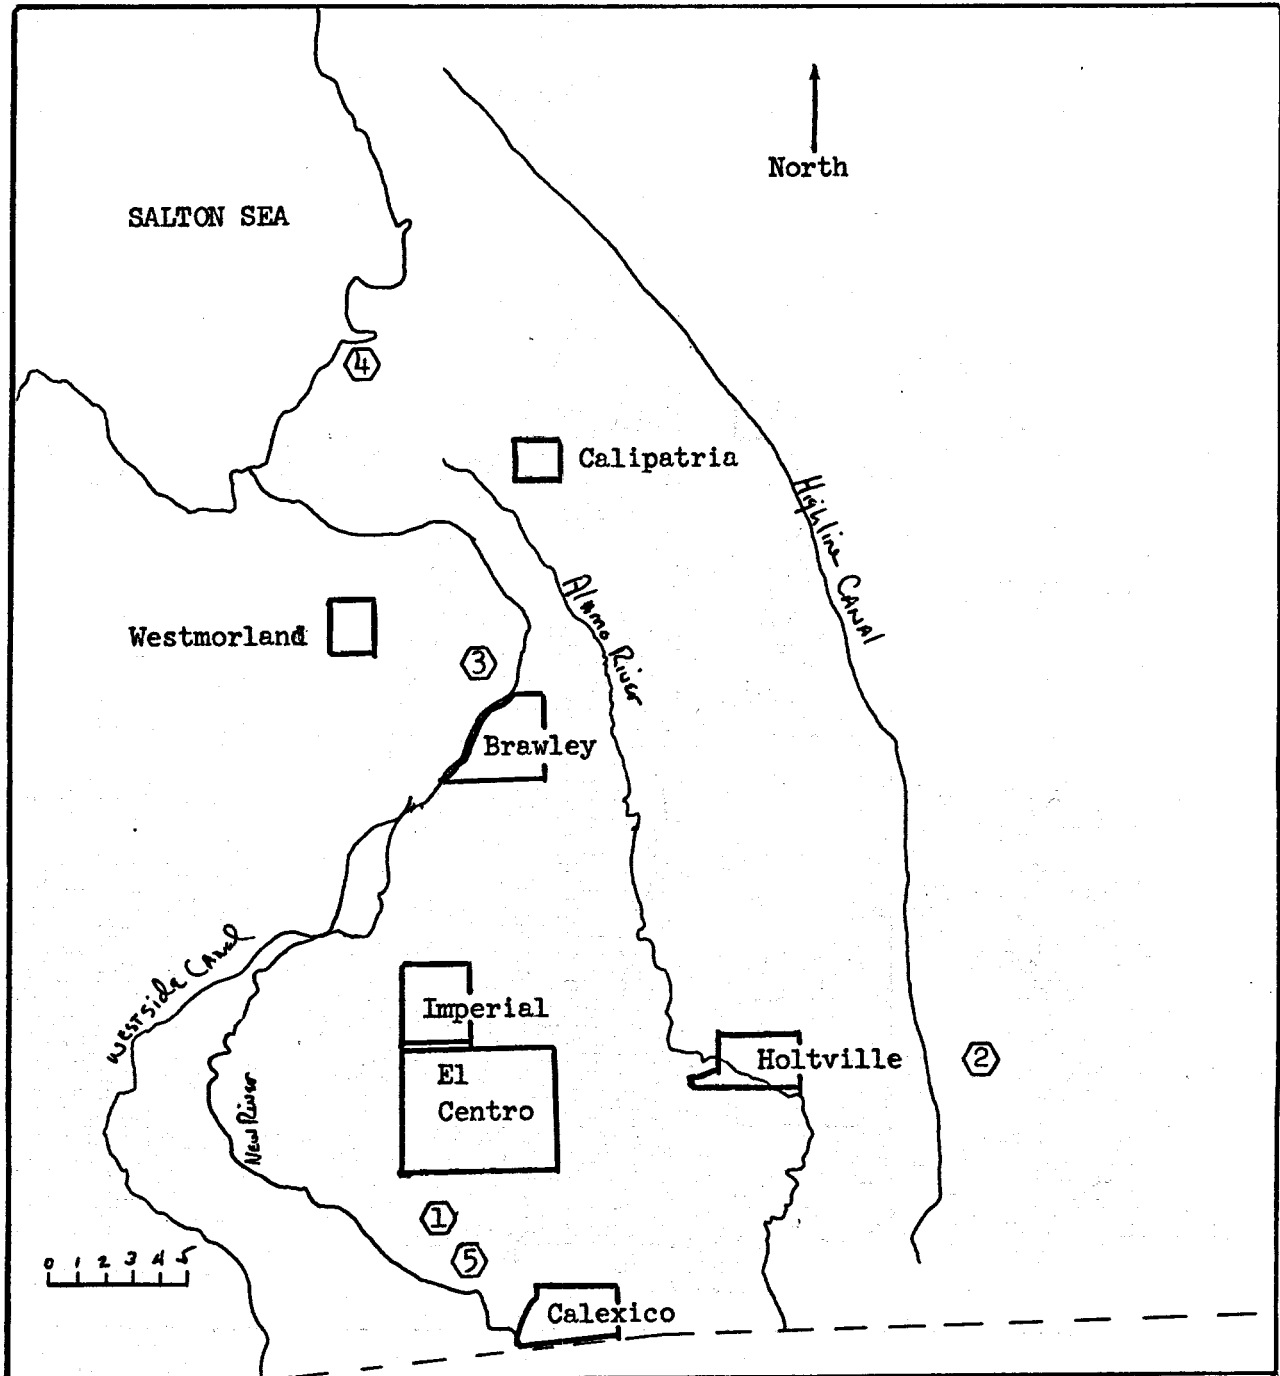 North
SALTON SEA
4
Calipatria
Highline CANAL
Alamo River
Westmorland
3
Brawley
Westside Canal
Imperial
El
Centro
Holtville
2
New River
1
5
0 1 2 3 4 5
Calexico